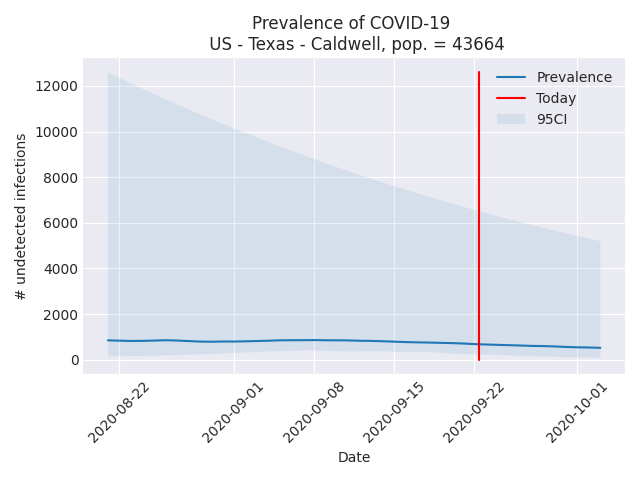 Prevalence of COVID-19
US - Texas - Caldwell, pop. = 43664
Prevalence
Today
95CI
12000
10000
8000
6000
4000
2000
0
# undetected infections
2020-08-22
2020-09-01
2020-09-08
2020-09-15
2020-09-22
2020-10-01
Date